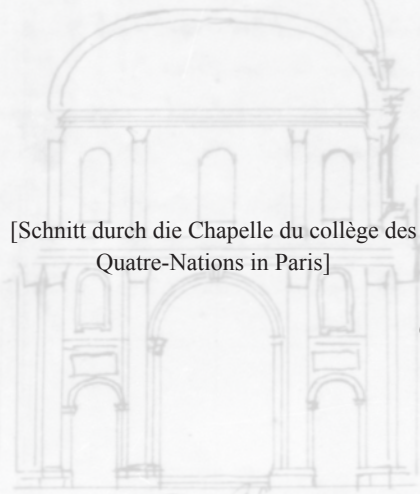 [Schnitt durch die Chapelle du collège des
Quatre-Nations in Paris]